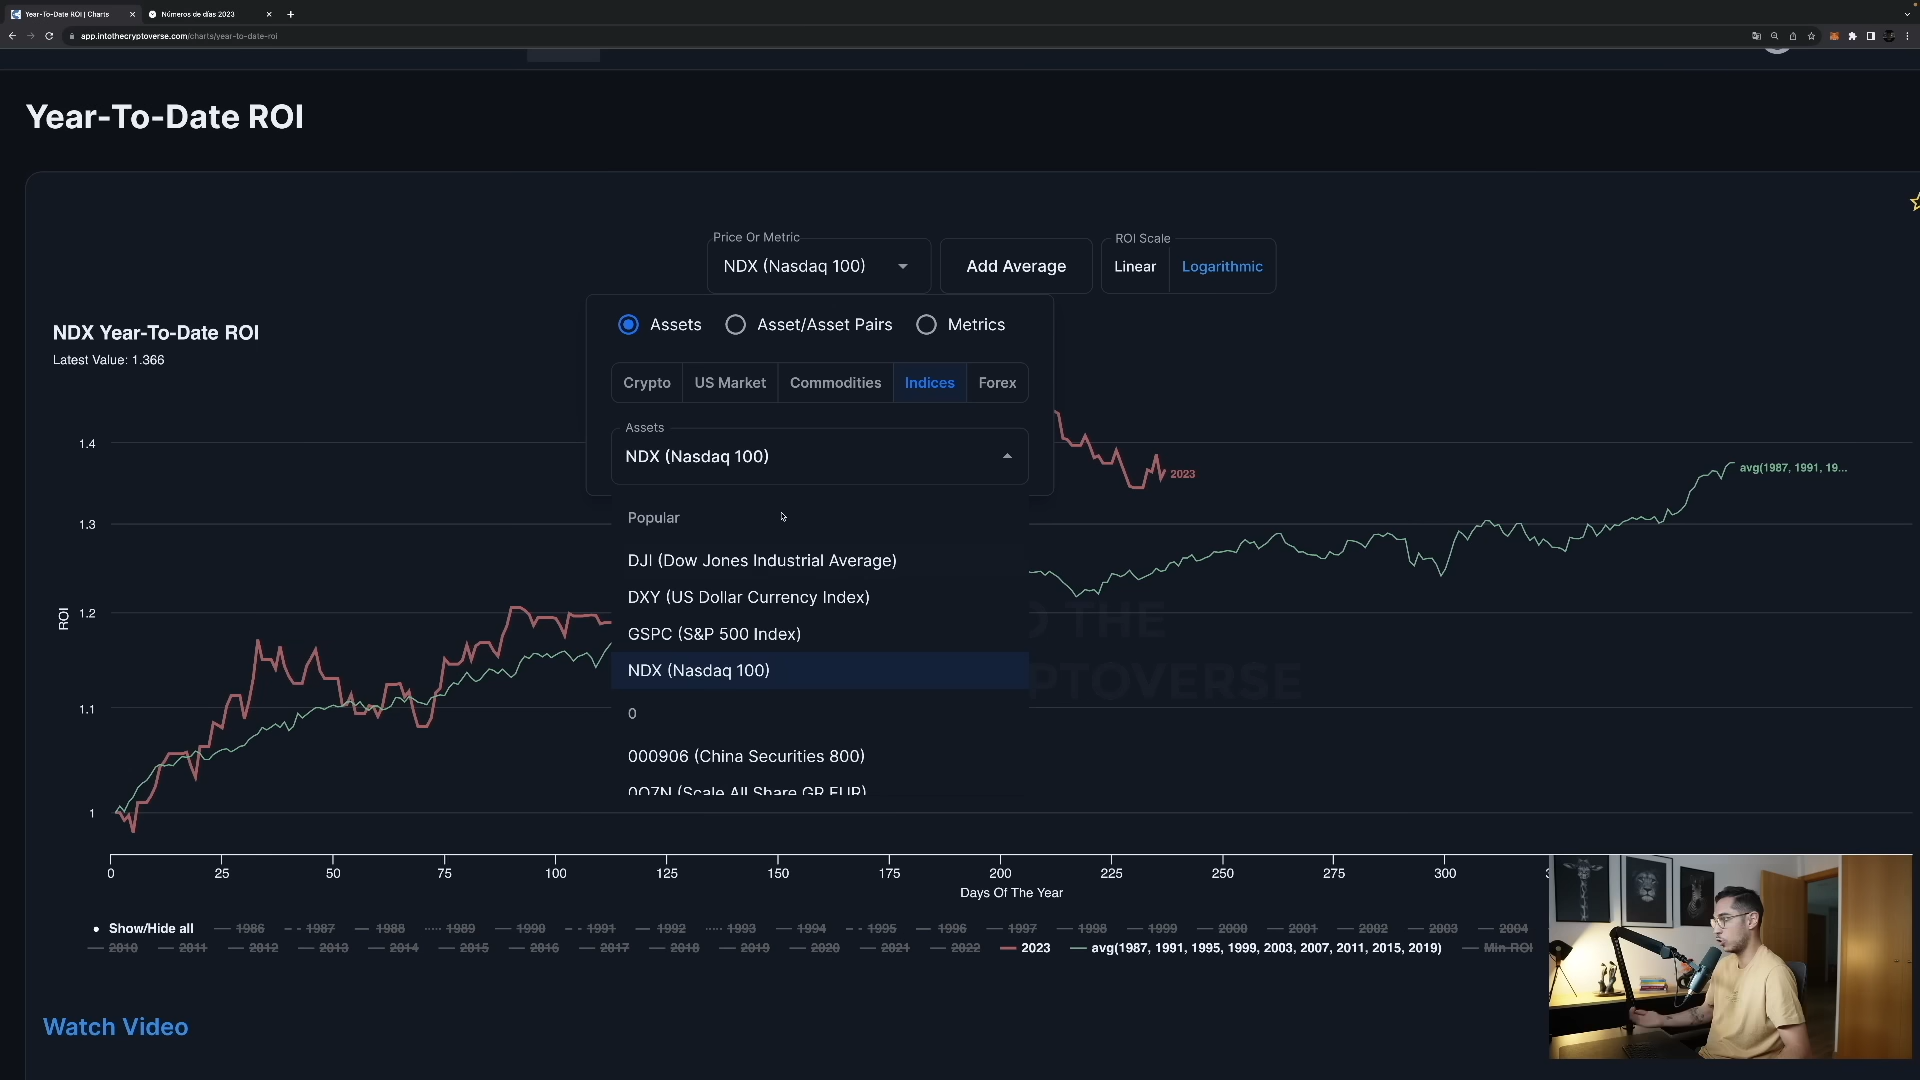 Year-To-Date ROI | Charts
Números de días 2023
app.intothecryptoverse.com/charts/year-to-date-roi
Year-To-Date ROI
Price Or Metric
NDX (Nasdaq 100)
Add Average
ROI Scale
Linear
Logarithmic
NDX Year-To-Date ROI
Latest Value: 1.366
Assets
Asset/Asset Pairs
Metrics
Crypto
US Market
Commodities
Indices
Forex
Assets
NDX (Nasdaq 100)
Popular
DJI (Dow Jones Industrial Average)
DXY (US Dollar Currency Index)
GSPC (S&P 500 Index)
NDX (Nasdaq 100)
0
000906 (China Securities 800)
0O7N (Scale All Share GR EUR)
2023
avg(1987, 1991, 19...
THE
PTOVERSE
ROI
1.4
1.3
1.2
1.1
1
0 25 50 75 100 125 150 175 200 225 250 275 300
Days Of The Year
Show/Hide all 1986 1987 1988 1989 1990 1991 1992 1993 1994 1995 1996 1997 1998 1999 2000 2001 2002 2003 2004
2010 2011 2012 2013 2014 2015 2016 2017 2018 2019 2020 2021 2022 2023 avg(1987, 1991, 1995, 1999, 2003, 2007, 2011, 2015, 2019) Min ROI
Watch Video